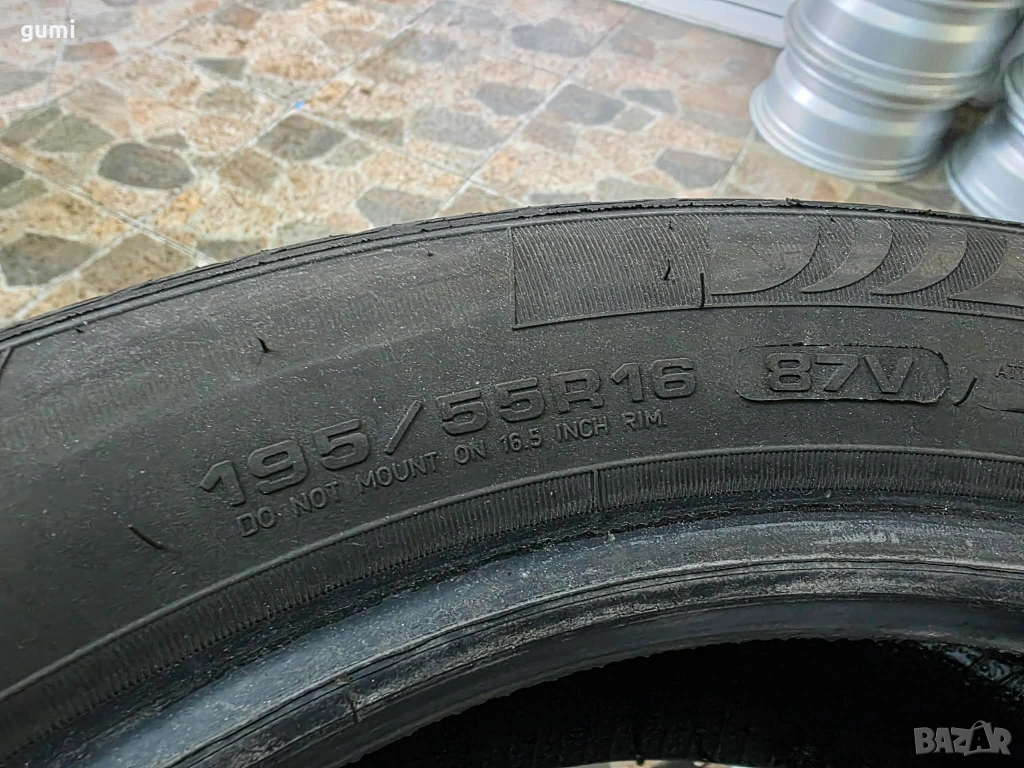 gumi
195/55R16 87V
DO NOT MOUNT ON 16.5 INCH RIM.
BAZAR